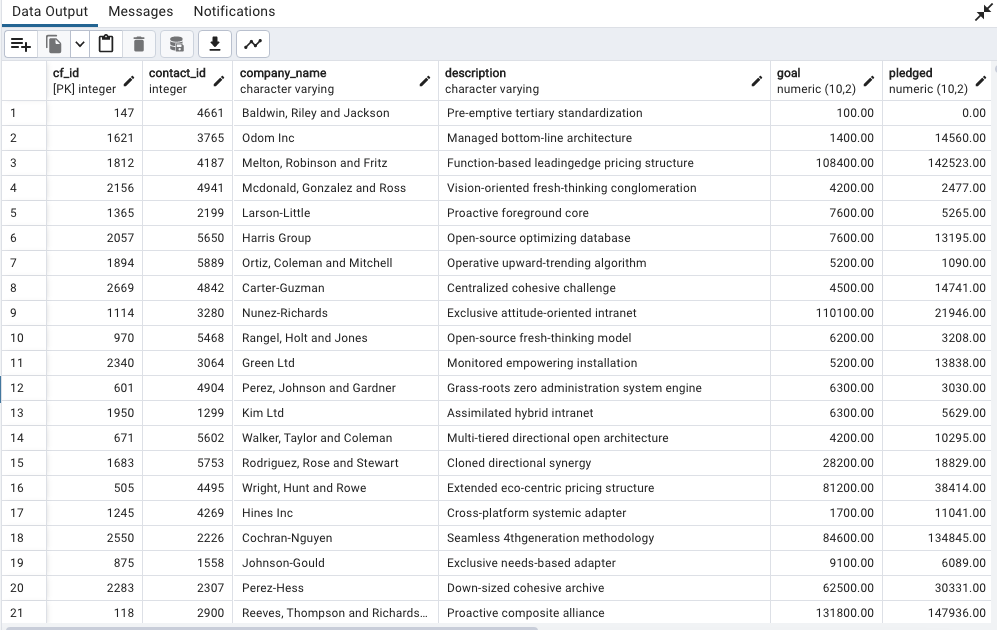 Data Output Messages Notifications
cf_id contact_id company_name description goal pledged
[PK] integer integer character varying character varying numeric (10,2) numeric (10,2)
1 147 4661 Baldwin, Riley and Jackson Pre-emptive tertiary standardization 100.00 0.00
2 1621 3765 Odom Inc Managed bottom-line architecture 1400.00 14560.00
3 1812 4187 Melton, Robinson and Fritz Function-based leadingedge pricing structure 108400.00 142523.00
4 2156 4941 Mcdonald, Gonzalez and Ross Vision-oriented fresh-thinking conglomeration 4200.00 2477.00
5 1365 2199 Larson-Little Proactive foreground core 7600.00 5265.00
6 2057 5650 Harris Group Open-source optimizing database 7600.00 13195.00
7 1894 5889 Ortiz, Coleman and Mitchell Operative upward-trending algorithm 5200.00 1090.00
8 2669 4842 Carter-Guzman Centralized cohesive challenge 4500.00 14741.00
9 1114 3280 Nunez-Richards Exclusive attitude-oriented intranet 110100.00 21946.00
10 970 5468 Rangel, Holt and Jones Open-source fresh-thinking model 6200.00 3208.00
11 2340 3064 Green Ltd Monitored empowering installation 5200.00 13838.00
12 601 4904 Perez, Johnson and Gardner Grass-roots zero administration system engine 6300.00 3030.00
13 1950 1299 Kim Ltd Assimilated hybrid intranet 6300.00 5629.00
14 671 5602 Walker, Taylor and Coleman Multi-tiered directional open architecture 4200.00 10295.00
15 1683 5753 Rodriguez, Rose and Stewart Cloned directional synergy 28200.00 18829.00
16 505 4495 Wright, Hunt and Rowe Extended eco-centric pricing structure 81200.00 38414.00
17 1245 4269 Hines Inc Cross-platform systemic adapter 1700.00 11041.00
18 2550 2226 Cochran-Nguyen Seamless 4thgeneration methodology 84600.00 134845.00
19 875 1558 Johnson-Gould Exclusive needs-based adapter 9100.00 6089.00
20 2283 2307 Perez-Hess Down-sized cohesive archive 62500.00 30331.00
21 118 2900 Reeves, Thompson and Richards... Proactive composite alliance 131800.00 147936.00